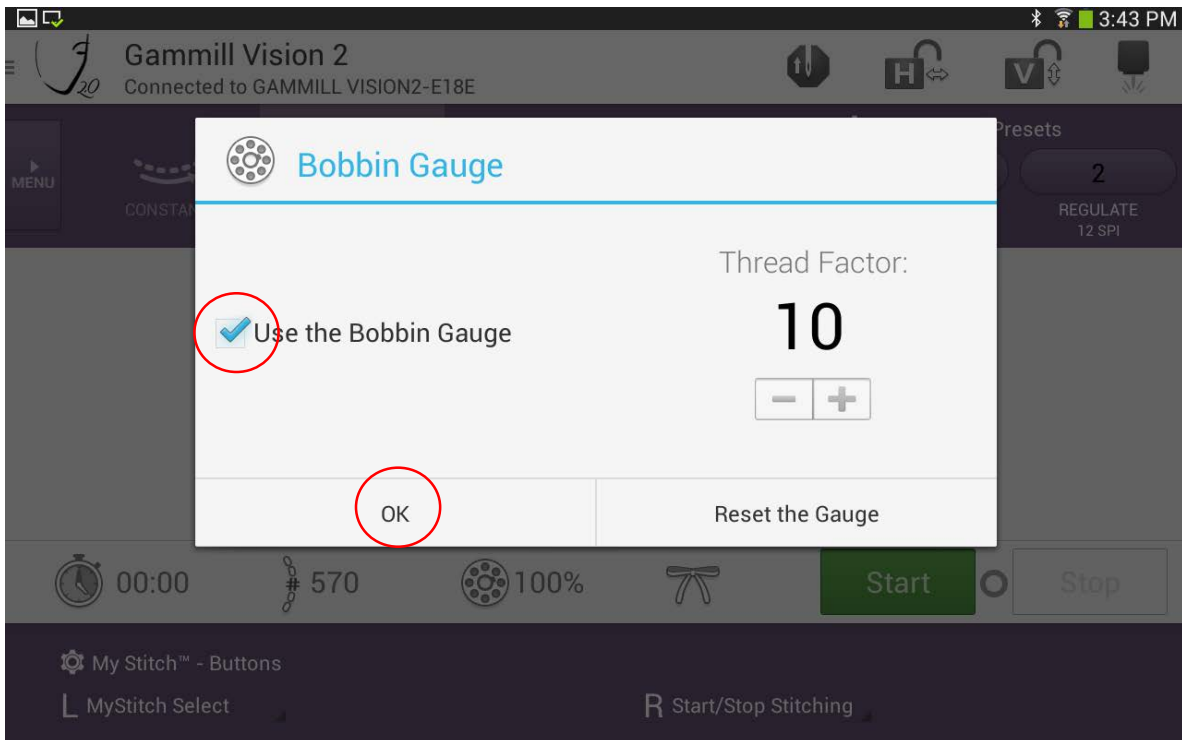 3:43 PM
Gammill Vision 2
Connected to GAMMILL VISION2-E18E
20
H
V
Presets
MENU
2
CONSTAN
REGULATE
12 SPI
Bobbin Gauge
Thread Factor:
10
Use the Bobbin Gauge
- +
OK
Reset the Gauge
00:00
# 570
100%
Start
Stop
My Stitch™ - Buttons
L MyStitch Select
R Start/Stop Stitching